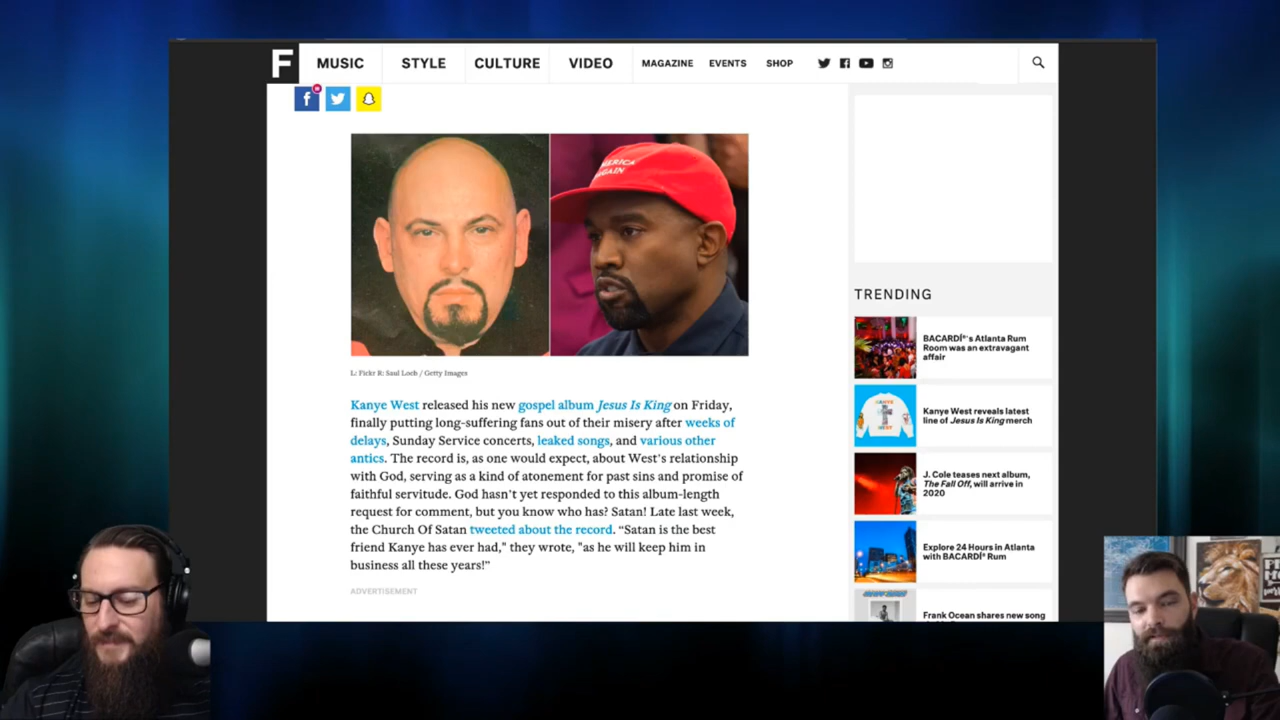 F
MUSIC
STYLE
CULTURE
VIDEO
MAGAZINE
EVENTS
SHOP
AMERICA
AGAIN
L: Fickr R: Saul Loeb / Getty Images
Kanye West released his new gospel album Jesus Is King on Friday,
finally putting long-suffering fans out of their misery after weeks of
delays, Sunday Service concerts, leaked songs, and various other
antics. The record is, as one would expect, about West's relationship
with God, serving as a kind of atonement for past sins and promise of
faithful servitude. God hasn't yet responded to this album-length
request for comment, but you know who has? Satan! Late last week,
the Church Of Satan tweeted about the record. “Satan is the best
friend Kanye has ever had," they wrote, "as he will keep him in
business all these years!”
ADVERTISEMENT
TRENDING
BACARDÍ®'s Atlanta Rum
Room was an extravagant
affair
Kanye West reveals latest
line of Jesus Is King merch
J. Cole teases next album,
The Fall Off, will arrive in
2020
Explore 24 Hours in Atlanta
with BACARDÍ® Rum
Frank Ocean shares new song